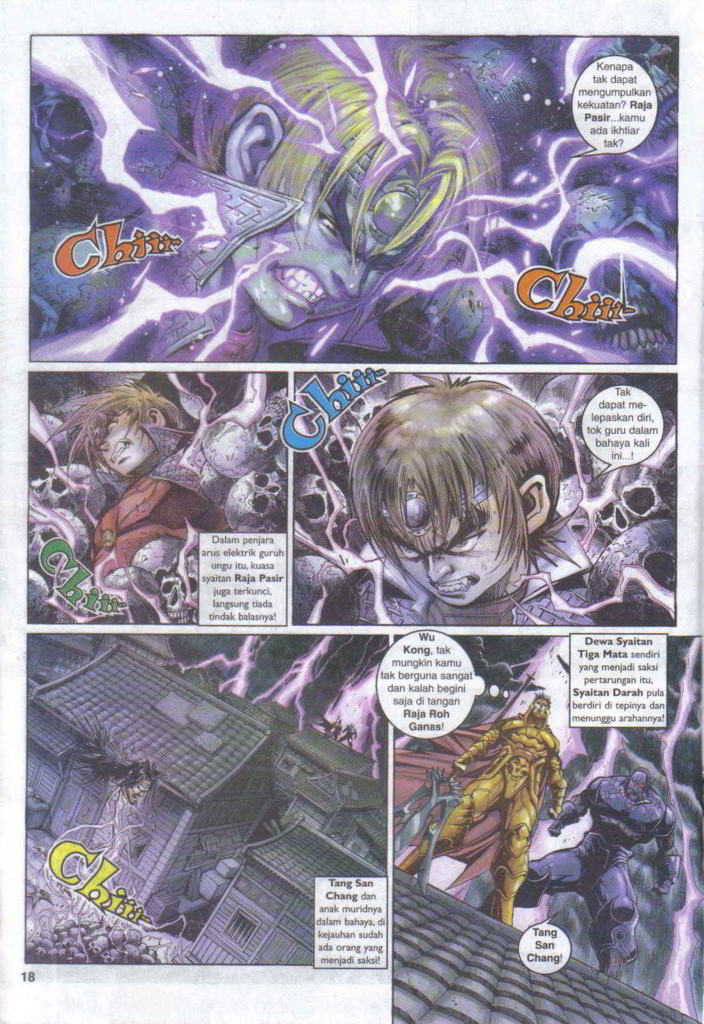 Kenapa
tak dapat
mengumpulkan
kekuatan? Raja
Pasir...kamu
ada ikhtiar
tak?
Chiii-
Chiii-
Dalam penjara
arus elektrik guruh
ungu itu, kuasa
syaitan Raja Pasir
juga terkunci,
langsung tiada
tindak balasnya!
Chiii-
Chiii-
Tak
dapat me-
lepaskan diri,
tok guru dalam
bahaya kali
ini...!
Chiii-
Tang San
Chang dan
anak muridnya
dalam bahaya, di
kejauhan sudah
ada orang yang
menjadi saksi!
Wu
Kong, tak
mungkin kamu
tak berguna sangat
dan kalah begini
saja di tangan
Raja Roh
Ganas!
Dewa Syaitan
Tiga Mata sendiri
yang menjadi saksi
pertarungan itu,
Syaitan Darah pula
berdiri di tepinya dan
menunggu arahannya!
Tang
San
Chang!
18